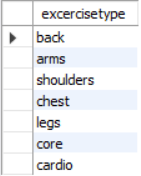 excercisetype
back
arms
shoulders
chest
legs
core
cardio